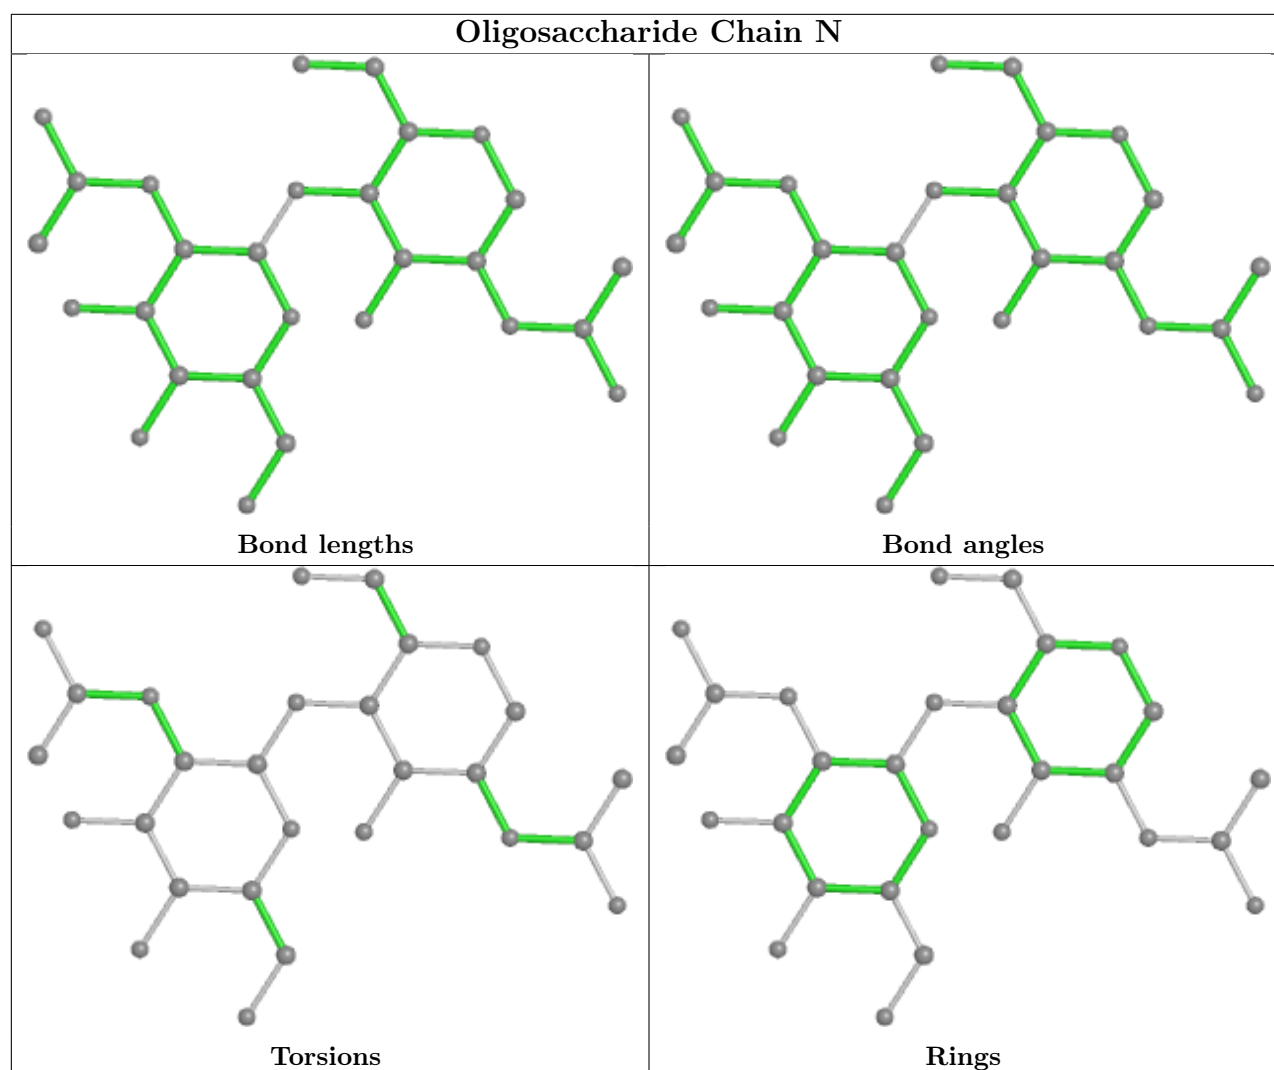 Oligosaccharide Chain N
Bond lengths
Bond angles
Torsions
Rings